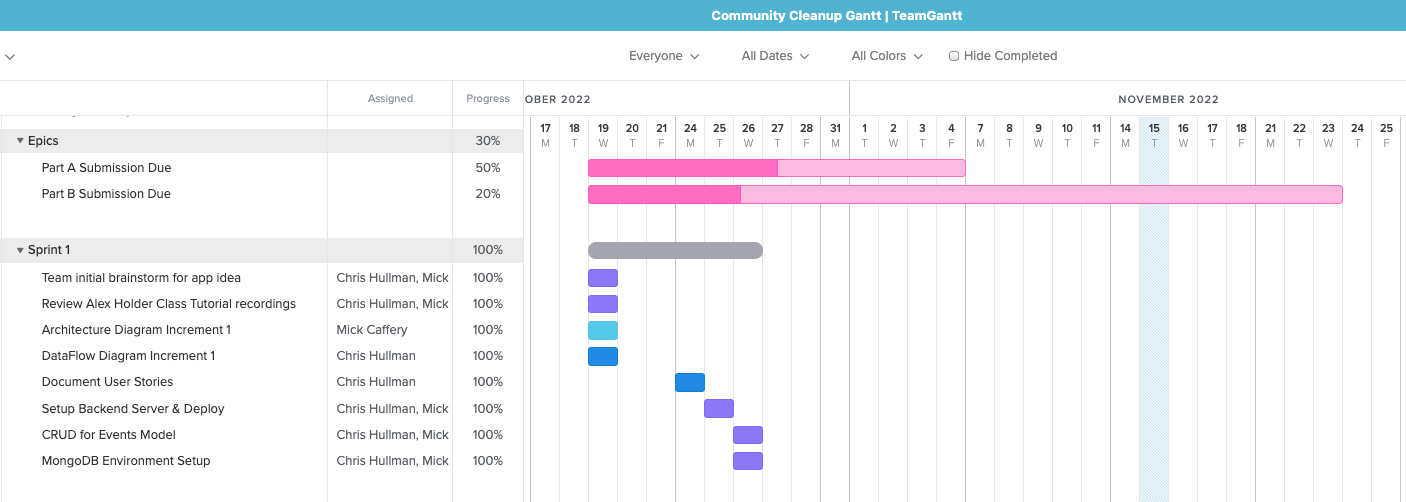 Community Cleanup Gantt | TeamGantt
Everyone All Dates All Colors Hide Completed
Assigned Progress OBER 2022 NOVEMBER 2022
17 18 19 20 21 24 25 26 27 28 31 1 2 3 4 7 8 9 10 11 14 15 16 17 18 21 22 23 24 25
M T W T F M T W T F M T W T F M T W T F M T W T F M T W T F
Epics 30%
Part A Submission Due 50%
Part B Submission Due 20%
Sprint 1 100%
Team initial brainstorm for app idea Chris Hullman, Mick 100%
Review Alex Holder Class Tutorial recordings Chris Hullman, Mick 100%
Architecture Diagram Increment 1 Mick Caffery 100%
DataFlow Diagram Increment 1 Chris Hullman 100%
Document User Stories Chris Hullman 100%
Setup Backend Server & Deploy Chris Hullman, Mick 100%
CRUD for Events Model Chris Hullman, Mick 100%
MongoDB Environment Setup Chris Hullman, Mick 100%